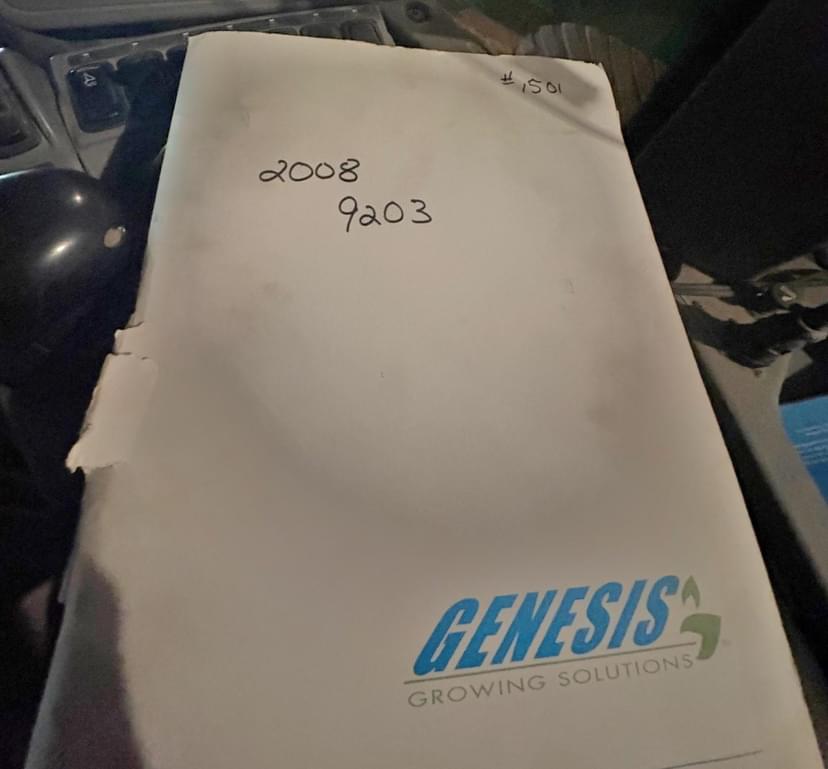 #1501
2008
9203
GENESIS
GROWING SOLUTIONS